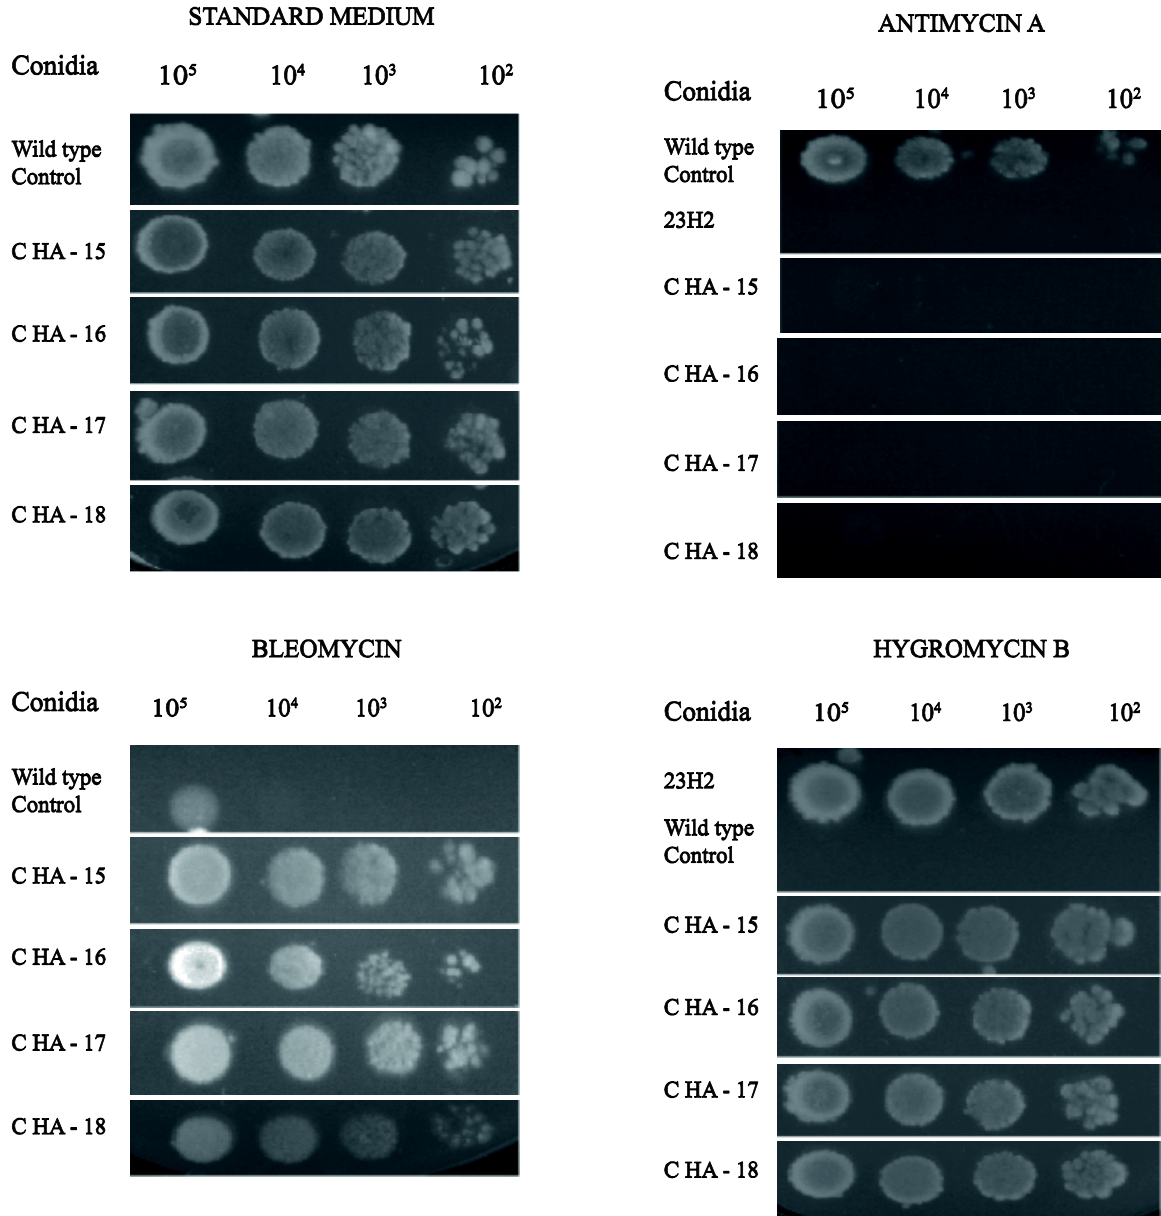 STANDARD MEDIUM
Conidia 10⁵ 10⁴ 10³ 10²
Wild type
Control
C HA - 15
C HA - 16
C HA - 17
C HA - 18
ANTIMYCIN A
Conidia 10⁵ 10⁴ 10³ 10²
Wild type
Control
23H2
C HA - 15
C HA - 16
C HA - 17
C HA - 18
BLEOMYCIN
Conidia 10⁵ 10⁴ 10³ 10²
Wild type
Control
C HA - 15
C HA - 16
C HA - 17
C HA - 18
HYGROMYCIN B
Conidia 10⁵ 10⁴ 10³ 10²
23H2
Wild type
Control
C HA - 15
C HA - 16
C HA - 17
C HA - 18